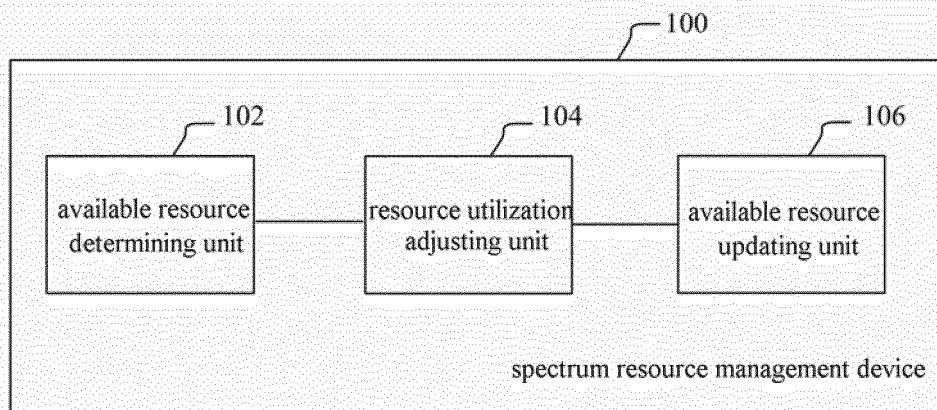 100
102
104
106
available resource
determining unit
resource utilization
adjusting unit
available resource
updating unit
spectrum resource management device